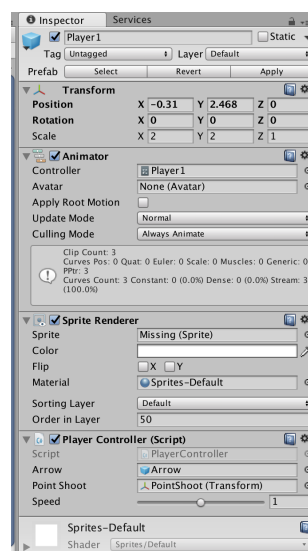 Inspector Services
Player1 Static
Tag Untagged Layer Default
Prefab Select Revert Apply
Transform
Position X -0.31 Y 2.468 Z 0
Rotation X 0 Y 0 Z 0
Scale X 2 Y 2 Z 1
Animator
Controller Player1
Avatar None (Avatar)
Apply Root Motion
Update Mode Normal
Culling Mode Always Animate
Clip Count: 3
Curves Pos: 0 Quat: 0 Euler: 0 Scale: 0 Muscles: 0 Generic: 0
PPtr: 3
Curves Count: 3 Constant: 0 (0.0%) Dense: 0 (0.0%) Stream: 3
(100.0%)
Sprite Renderer
Sprite Missing (Sprite)
Color
Flip X Y
Material Sprites-Default
Sorting Layer Default
Order in Layer 50
Player Controller (Script)
Script PlayerController
Arrow Arrow
Point Shoot PointShoot (Transform)
Speed 1
Sprites-Default
Shader Sprites/Default